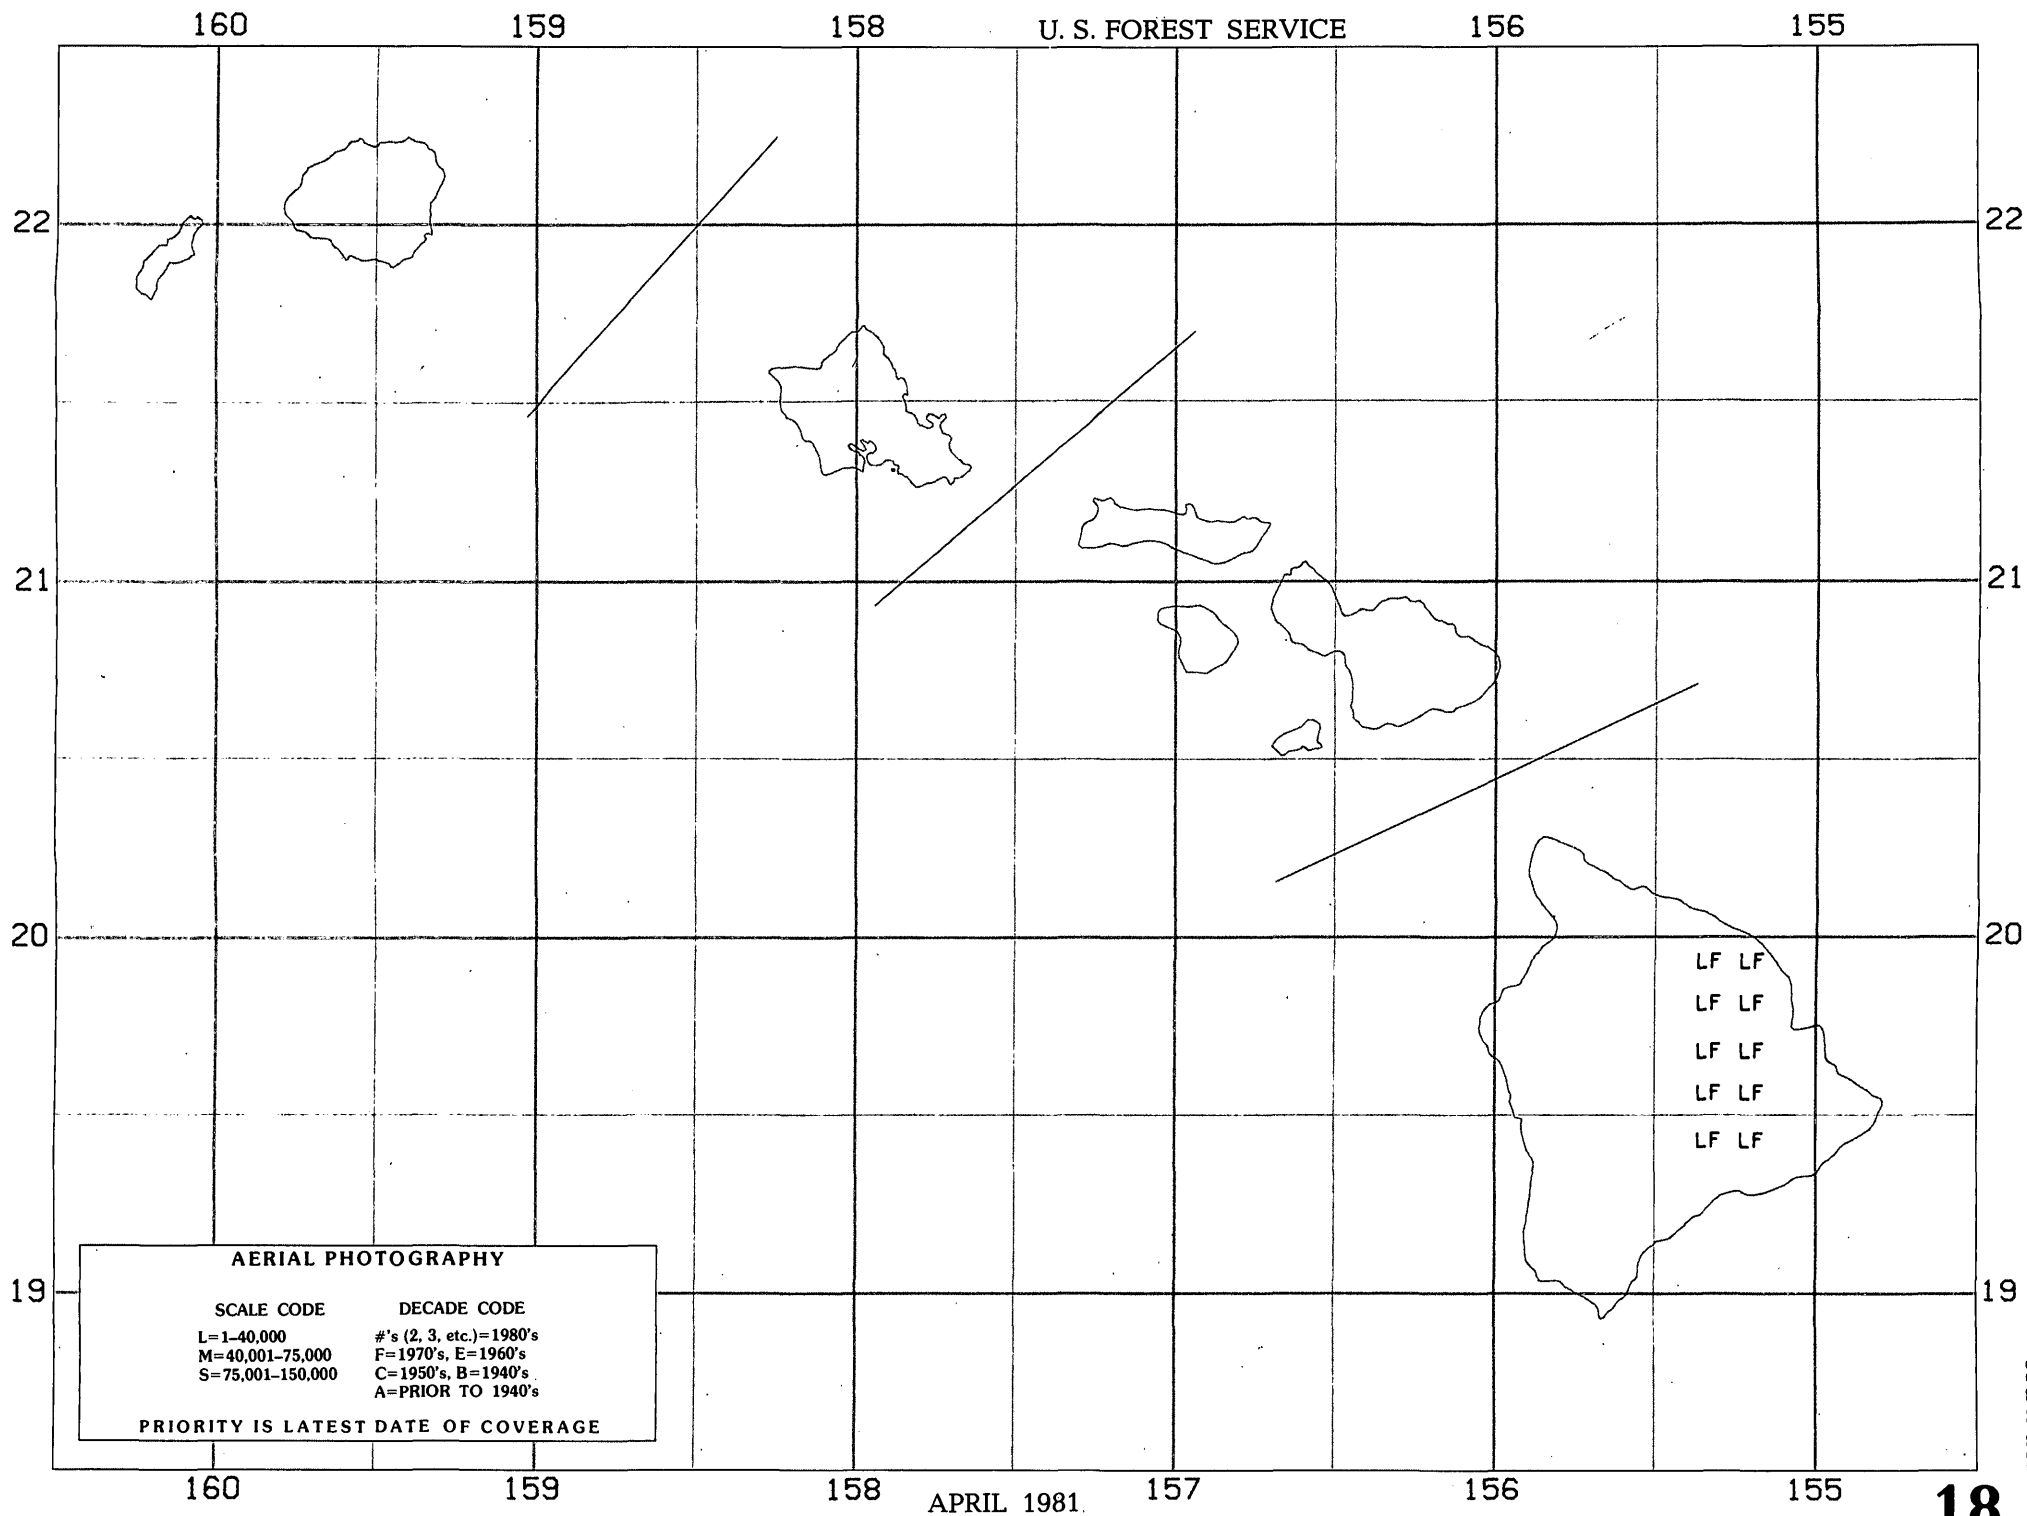 160 159 158 U. S. FOREST SERVICE 156 155
22 22
21 21
20 20
LF LF
LF LF
LF LF
LF LF
LF LF
19 19
AERIAL PHOTOGRAPHY
SCALE CODE DECADE CODE
L=1–40,000 #'s (2, 3, etc.)=1980's
M=40,001–75,000 F=1970's, E=1960's
S=75,001–150,000 C=1950's, B=1940's
A=PRIOR TO 1940's
PRIORITY IS LATEST DATE OF COVERAGE
160 159 158 157 156 155
APRIL 1981
18